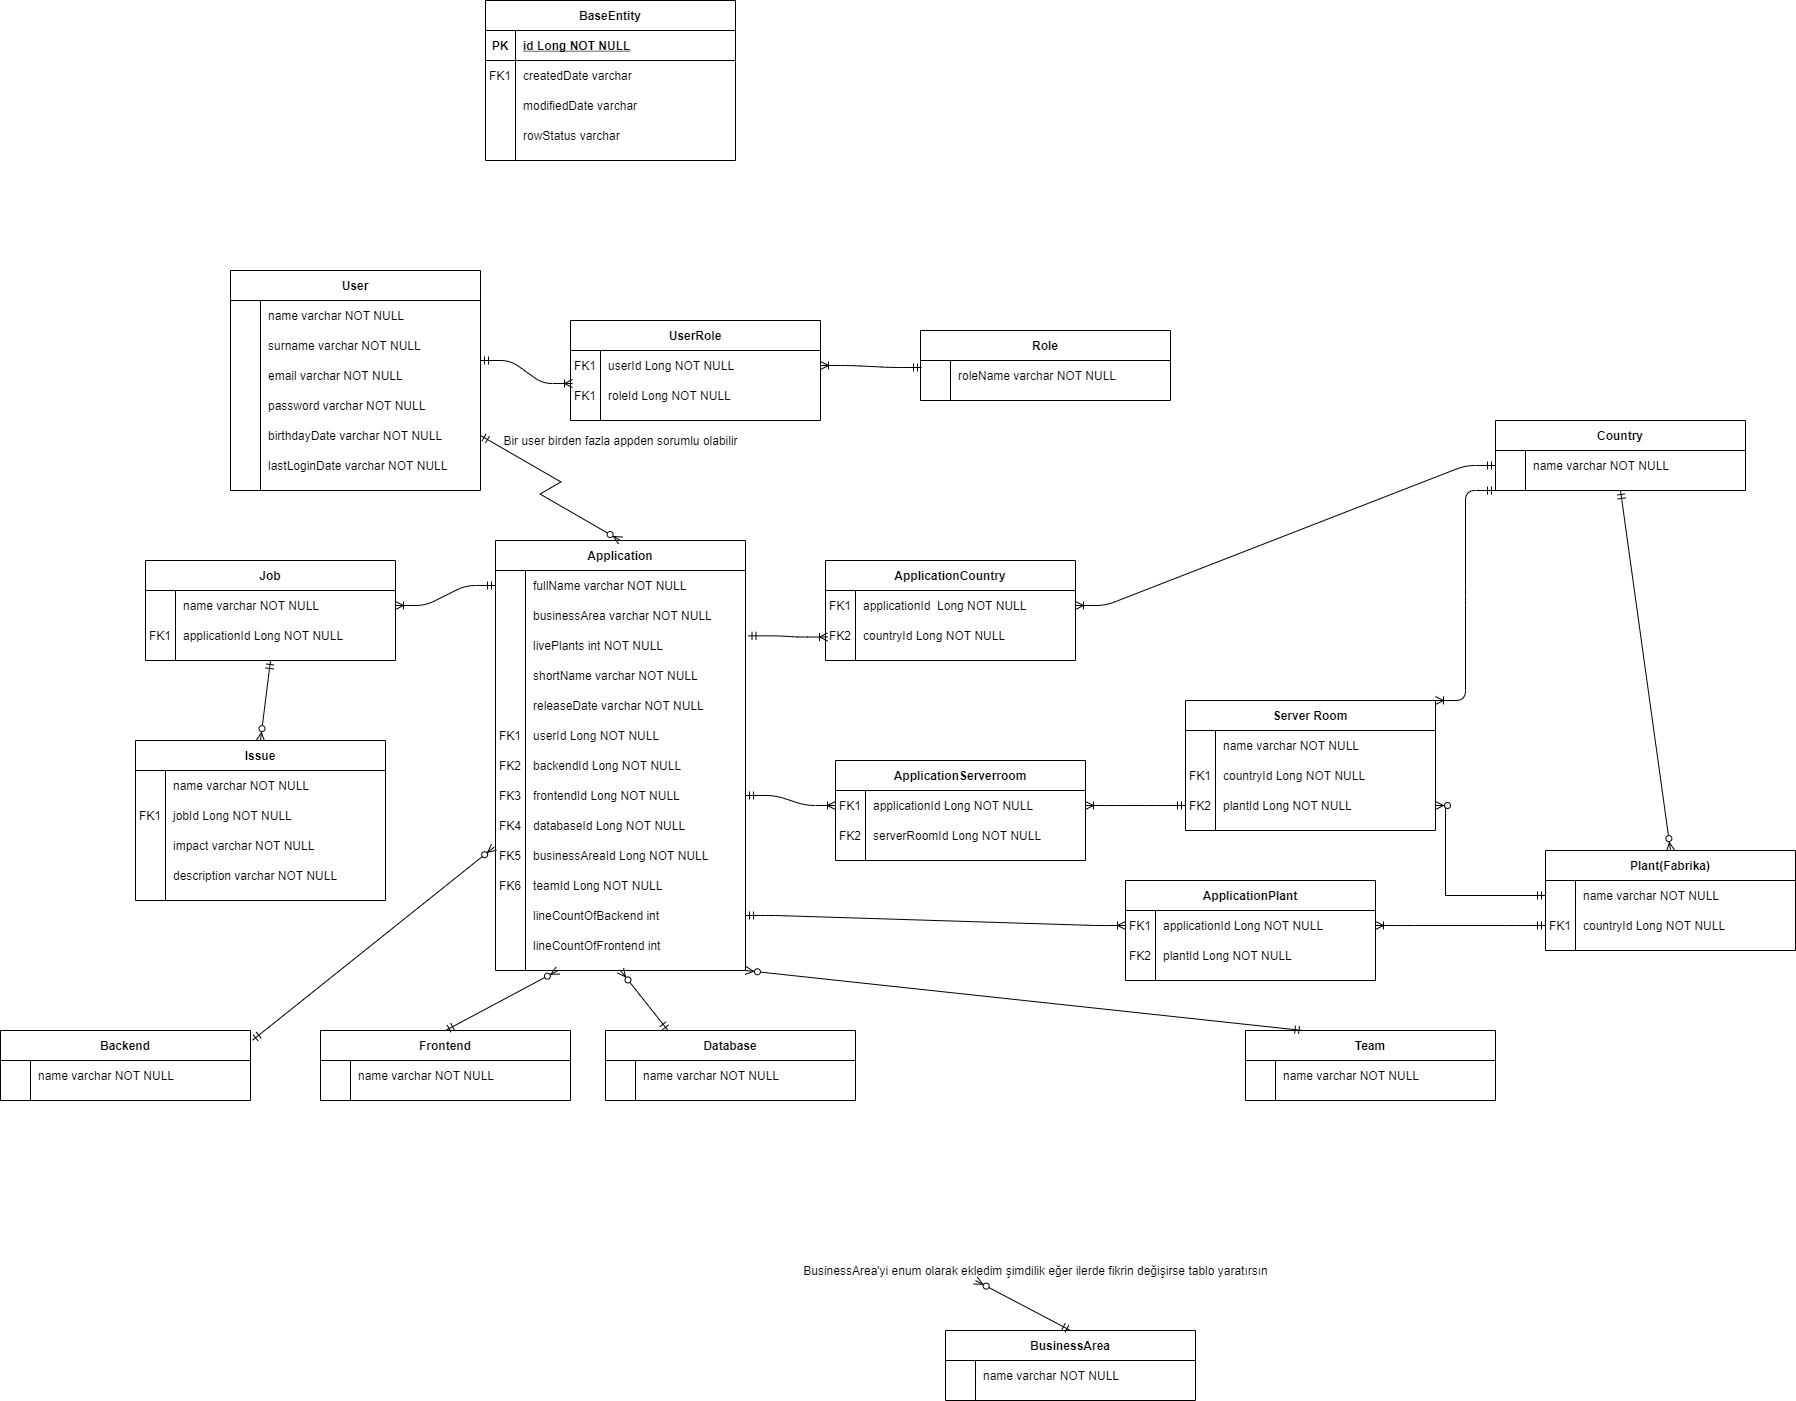 BaseEntity
PK id Long NOT NULL
FK1 createdDate varchar
modifiedDate varchar
rowStatus varchar
User
name varchar NOT NULL
surname varchar NOT NULL
email varchar NOT NULL
password varchar NOT NULL
birthdayDate varchar NOT NULL
lastLoginDate varchar NOT NULL
UserRole
FK1 userId Long NOT NULL
FK1 roleId Long NOT NULL
Role
roleName varchar NOT NULL
Bir user birden fazla appden sorumlu olabilir
Country
name varchar NOT NULL
Job
name varchar NOT NULL
FK1 applicationId Long NOT NULL
Application
fullName varchar NOT NULL
businessArea varchar NOT NULL
livePlants int NOT NULL
shortName varchar NOT NULL
releaseDate varchar NOT NULL
FK1 userId Long NOT NULL
FK2 backendId Long NOT NULL
FK3 frontendId Long NOT NULL
FK4 databaseId Long NOT NULL
FK5 businessAreaId Long NOT NULL
FK6 teamId Long NOT NULL
lineCountOfBackend int
lineCountOfFrontend int
ApplicationCountry
FK1 applicationId  Long NOT NULL
FK2 countryId Long NOT NULL
Issue
name varchar NOT NULL
FK1 jobId Long NOT NULL
impact varchar NOT NULL
description varchar NOT NULL
Server Room
name varchar NOT NULL
FK1 countryId Long NOT NULL
FK2 plantId Long NOT NULL
ApplicationServerroom
FK1 applicationId Long NOT NULL
FK2 serverRoomId Long NOT NULL
Plant(Fabrika)
name varchar NOT NULL
FK1 countryId Long NOT NULL
ApplicationPlant
FK1 applicationId Long NOT NULL
FK2 plantId Long NOT NULL
Backend
name varchar NOT NULL
Frontend
name varchar NOT NULL
Database
name varchar NOT NULL
Team
name varchar NOT NULL
BusinessArea'yi enum olarak ekledim şimdilik eğer ilerde fikrin değişirse tablo yaratırsın
BusinessArea
name varchar NOT NULL